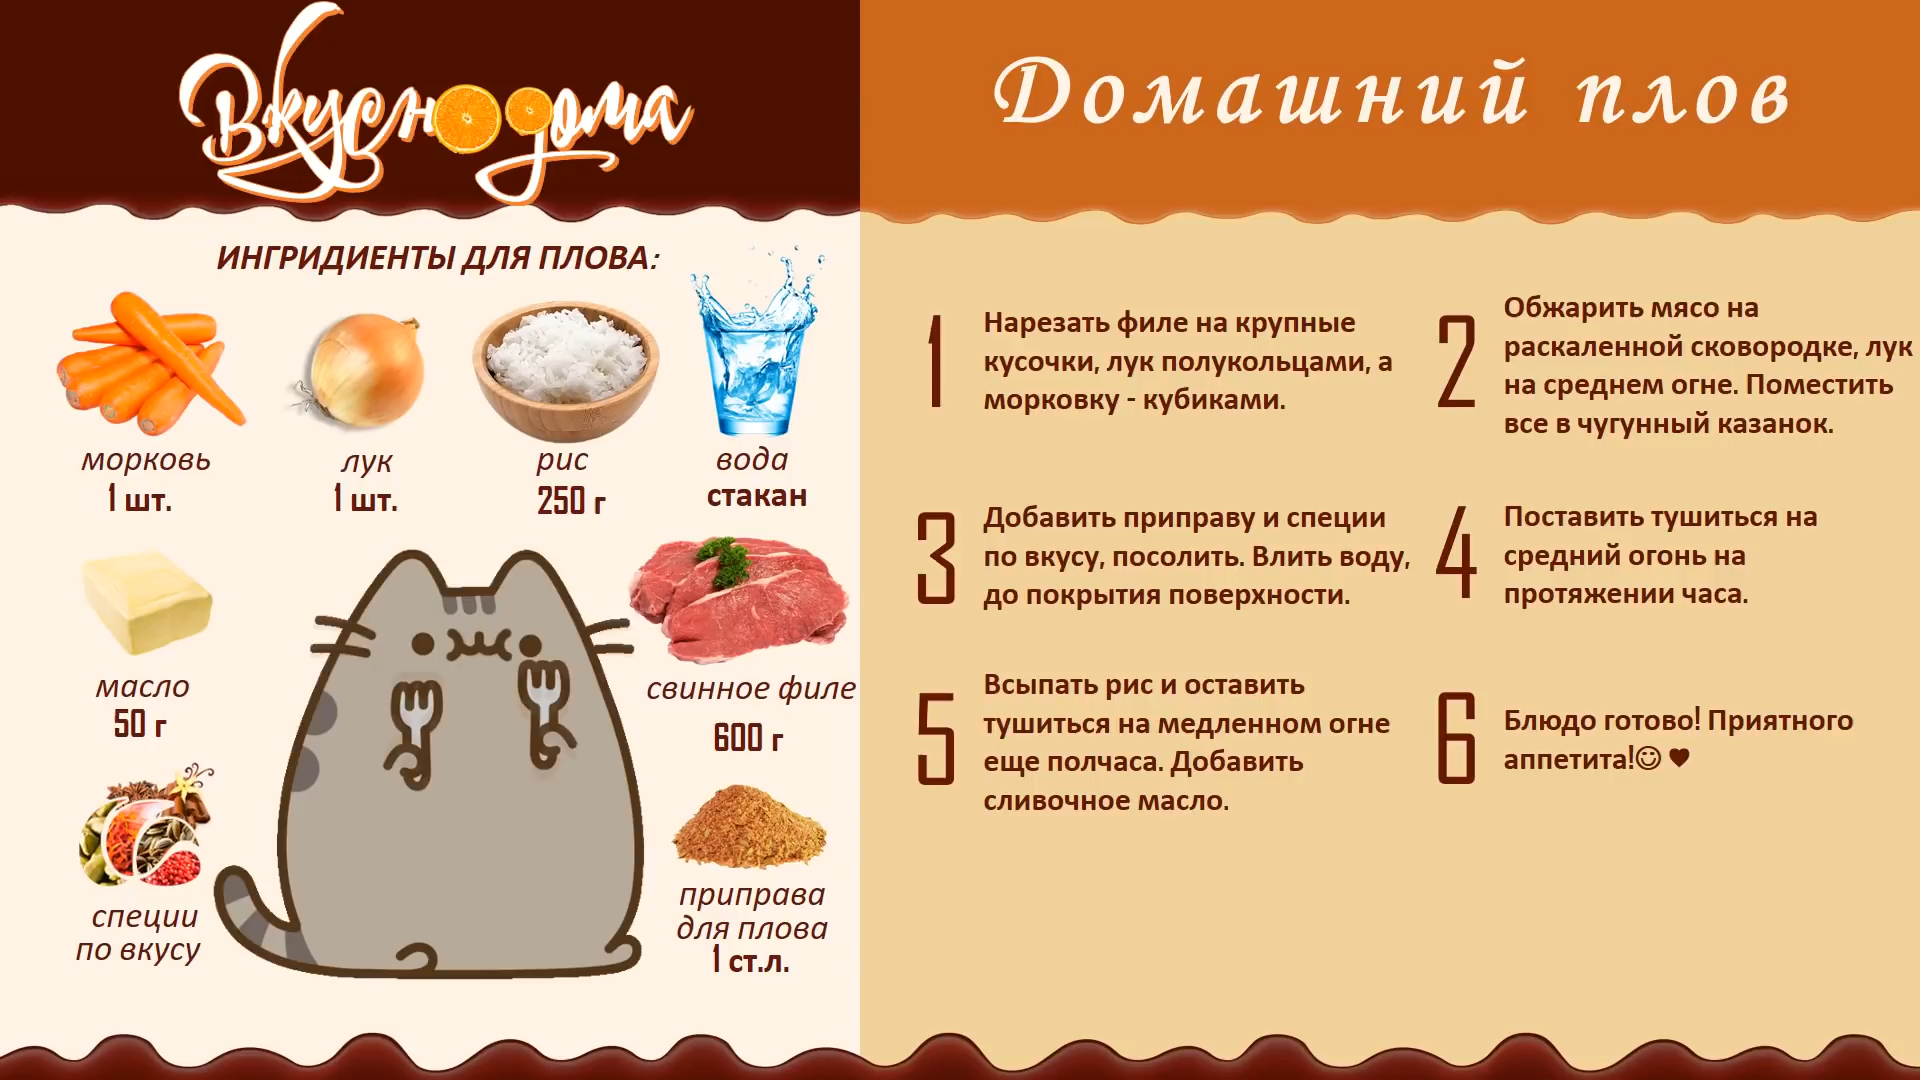 Вкусно дома
Домашний плов
ИНГРИДИЕНТЫ ДЛЯ ПЛОВА:
морковь
1 шт.
лук
1 шт.
рис
250 г
вода
стакан
масло
50 г
свинное филе
600 г
специи
по вкусу
приправа
для плова
1 ст.л.
1
Нарезать филе на крупные
кусочки, лук полукольцами, а
морковку - кубиками.
2
Обжарить мясо на
раскаленной сковородке, лук
на среднем огне. Поместить
все в чугунный казанок.
3
Добавить приправу и специи
по вкусу, посолить. Влить воду,
до покрытия поверхности.
4
Поставить тушиться на
средний огонь на
протяжении часа.
5
Всыпать рис и оставить
тушиться на медленном огне
еще полчаса. Добавить
сливочное масло.
6
Блюдо готово! Приятного
аппетита!☺ ♥